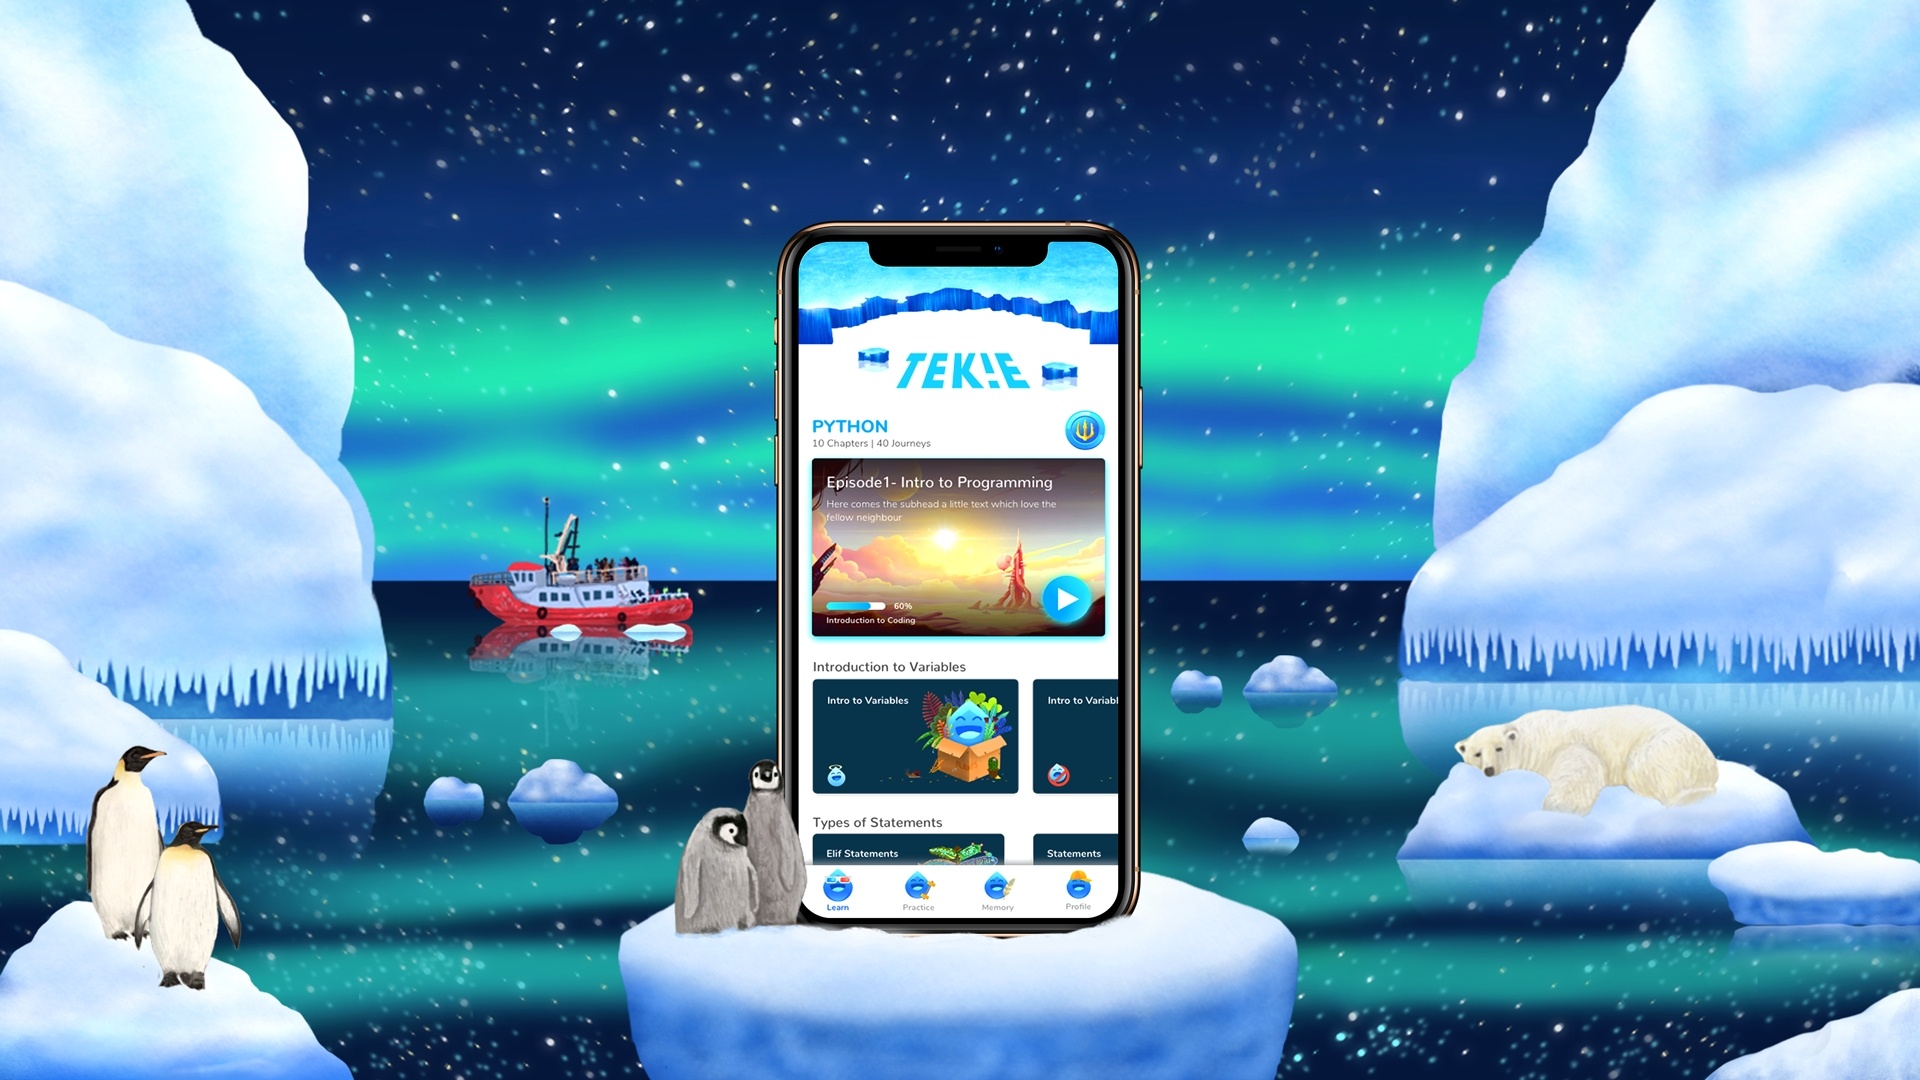 TEK!E
PYTHON
10 Chapters | 40 Journeys
Episode1- Intro to Programming
Here comes the subhead a little text which love the
fellow neighbour
60%
Introduction to Coding
Introduction to Variables
Intro to Variables
Intro to Variabl
Types of Statements
Elif Statements
Statements
Learn
Practice
Memory
Profile